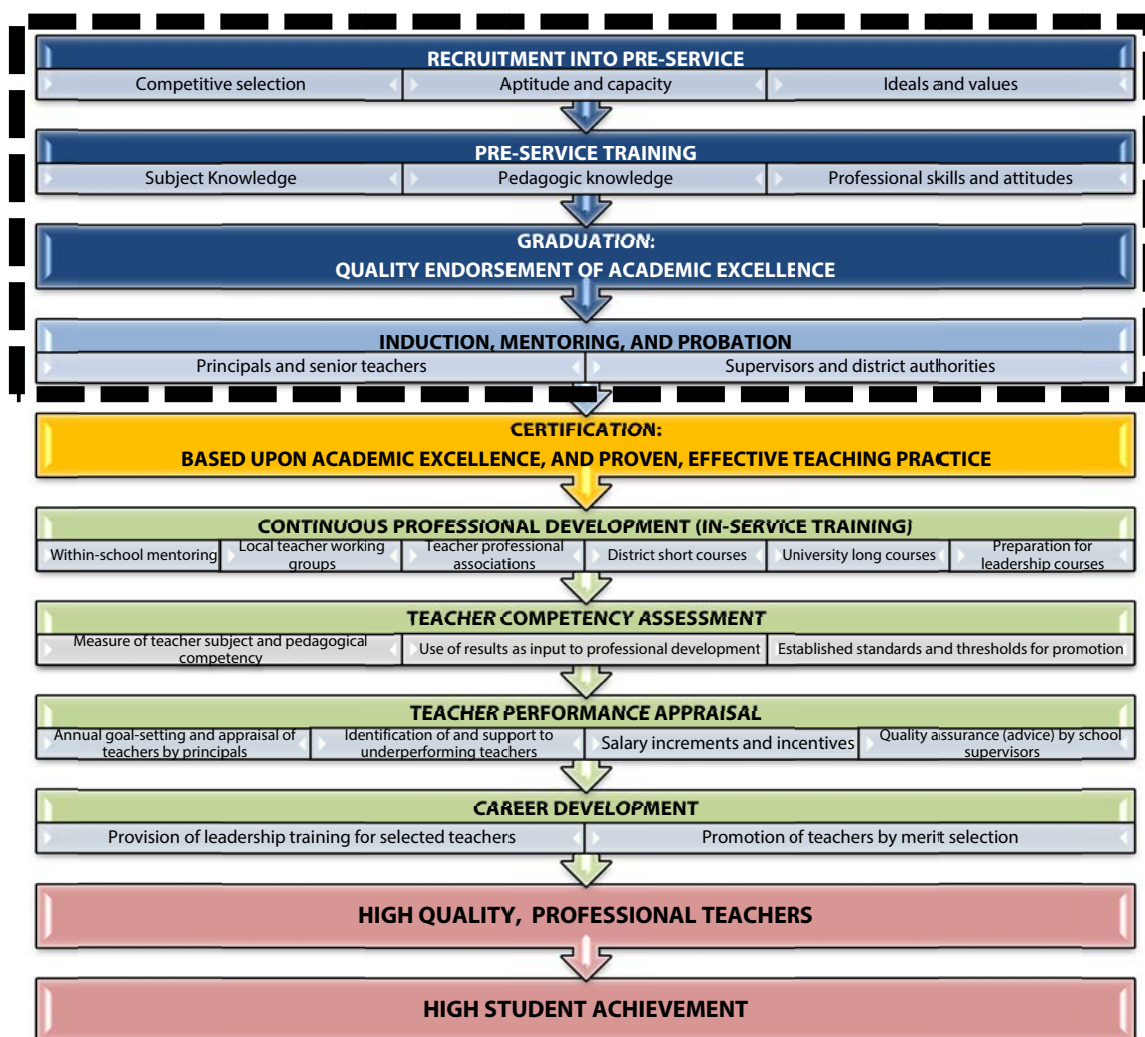 RECRUITMENT INTO PRE-SERVICE
Competitive selection
Aptitude and capacity
Ideals and values
PRE-SERVICE TRAINING
Subject Knowledge
Pedagogic knowledge
Professional skills and attitudes
GRADUATION:
QUALITY ENDORSEMENT OF ACADEMIC EXCELLENCE
INDUCTION, MENTORING, AND PROBATION
Principals and senior teachers
Supervisors and district authorities
CERTIFICATION:
BASED UPON ACADEMIC EXCELLENCE, AND PROVEN, EFFECTIVE TEACHING PRACTICE
CONTINUOUS PROFESSIONAL DEVELOPMENT (IN-SERVICE TRAINING)
Within-school mentoring
Local teacher working
groups
Teacher professional
associations
District short courses
University long courses
Preparation for
leadership courses
TEACHER COMPETENCY ASSESSMENT
Measure of teacher subject and pedagogical
competency
Use of results as input to professional development
Established standards and thresholds for promotion
TEACHER PERFORMANCE APPRAISAL
Annual goal-setting and appraisal of
teachers by principals
Identification of and support to
underperforming teachers
Salary increments and incentives
Quality assurance (advice) by school
supervisors
CAREER DEVELOPMENT
Provision of leadership training for selected teachers
Promotion of teachers by merit selection
HIGH QUALITY, PROFESSIONAL TEACHERS
HIGH STUDENT ACHIEVEMENT